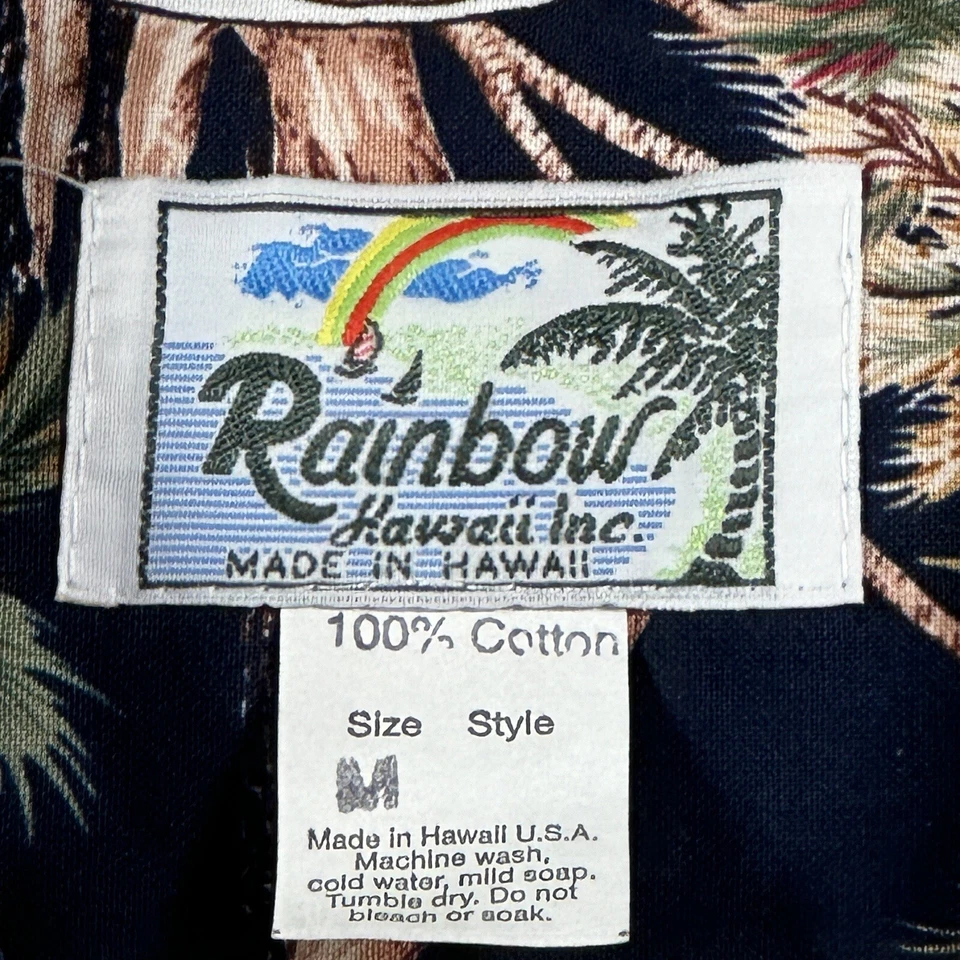 Rainbow
Hawaii Inc.
MADE IN HAWAII
100% Cotton
Size Style
M
Made in Hawaii U.S.A.
Machine wash,
cold water, mild soap.
Tumble dry. Do not
bleach or soak.